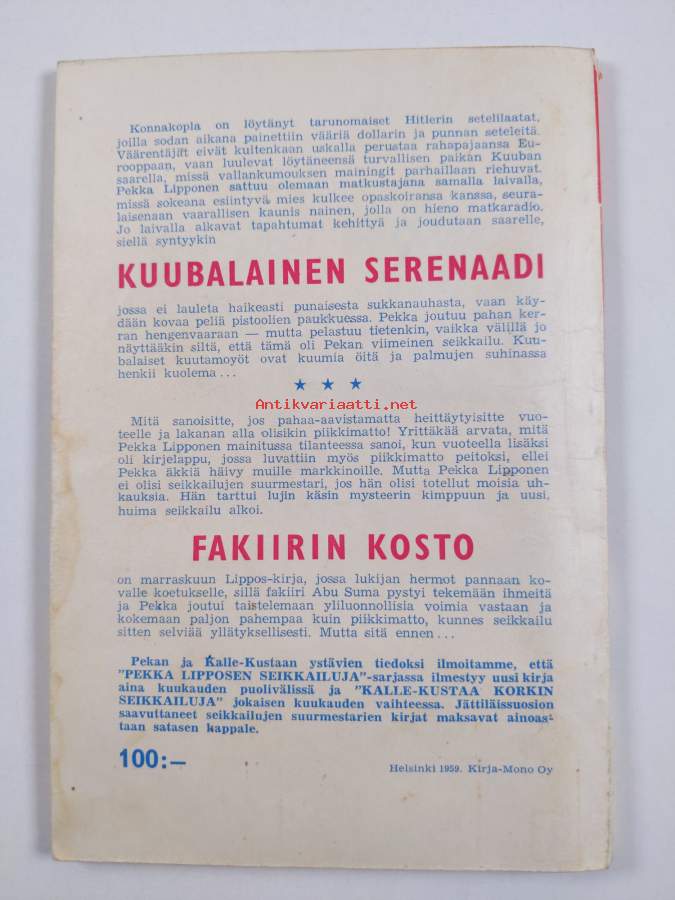 Konnakopla on löytänyt tarunomaiset Hitlerin setelilaatat,
joilla sodan aikana painettiin vääriä dollarin ja punnan seteleitä.
Väärentäjät eivät kuitenkaan uskalla perustaa rahapajaansa Eu-
rooppaan, vaan luulevat löytäneensä turvallisen paikan Kuuban
saarella, missä vallankumouksen mainingit parhaillaan riehuvat.
Pekka Lipponen sattuu olemaan matkustajana samalla laivalla,
missä sokeana esiintyvä mies kulkee opaskoiransa kanssa, seura-
laisenaan vaarallisen kaunis nainen, jolla on hieno matkaradio.
Jo laivalla alkavat tapahtumat kehittyä ja joudutaan saarelle,
siellä syntyykin
KUUBALAINEN SERENAADI
jossa ei lauleta haikeasti punaisesta sukkanauhasta, vaan käy-
dään kovaa peliä pistoolien paukkuessa. Pekka joutuu pahan ker-
ran hengenvaaraan — mutta pelastuu tietenkin, vaikka välillä jo
näyttääkin siltä, että tämä oli Pekan viimeinen seikkailu. Kuu-
balaiset kuutamoyöt ovat kuumia öitä ja palmujen suhinassa
henkii kuolema...
★ ★ ★
Antikvariaatti.net
Mitä sanoisitte, jos pahaa-aavistamatta heittäytyisitte vuo-
teelle ja lakanan alla olisikin piikkimatto! Yrittäkää arvata, mitä
Pekka Lipponen mainitussa tilanteessa sanoi, kun vuoteella lisäksi
oli kirjelappu, jossa luvattiin myös piikkimatto peitoksi, ellei
Pekka äkkiä häivy muille markkinoille. Mutta Pekka Lipponen
ei olisi seikkailujen suurmestari, jos hän olisi totellut moisia uh-
kauksia. Hän tarttui lujin käsin mysteerin kimppuun ja uusi,
huima seikkailu alkoi.
FAKIIRIN KOSTO
on marraskuun Lippos-kirja, jossa lukijan hermot pannaan ko-
valle koetukselle, sillä fakiiri Abu Suma pystyi tekemään ihmeitä
ja Pekka joutui taistelemaan yliluonnollisia voimia vastaan ja
kokemaan paljon pahempaa kuin piikkimatto, kunnes seikkailu
sitten selviää yllätyksellisesti. Mutta sitä ennen...
Pekan ja Kalle-Kustaan ystävien tiedoksi ilmoitamme, että
"PEKKA LIPPOSEN SEIKKAILUJA"-sarjassa ilmestyy uusi kirja
aina kuukauden puolivälissä ja "KALLE-KUSTAA KORKIN
SEIKKAILUJA" jokaisen kuukauden vaihteessa. Jättiläissuosion
saavuttaneet seikkailujen suurmestarien kirjat maksavat ainoas-
taan satasen kappale.
100:—
Helsinki 1959. Kirja-Mono Oy